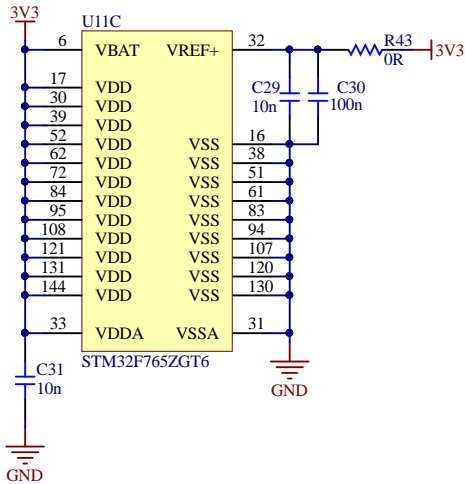 3V3
U11C
6 VBAT VREF+ 32
R43
0R
3V3
C29
10n
C30
100n
17 VDD
30 VDD
39 VDD
52 VDD VSS 16
62 VDD VSS 38
72 VDD VSS 51
84 VDD VSS 61
95 VDD VSS 83
108 VDD VSS 94
121 VDD VSS 107
131 VDD VSS 120
144 VDD VSS 130
33 VDDA VSSA 31
STM32F765ZGT6
C31
10n
GND
GND